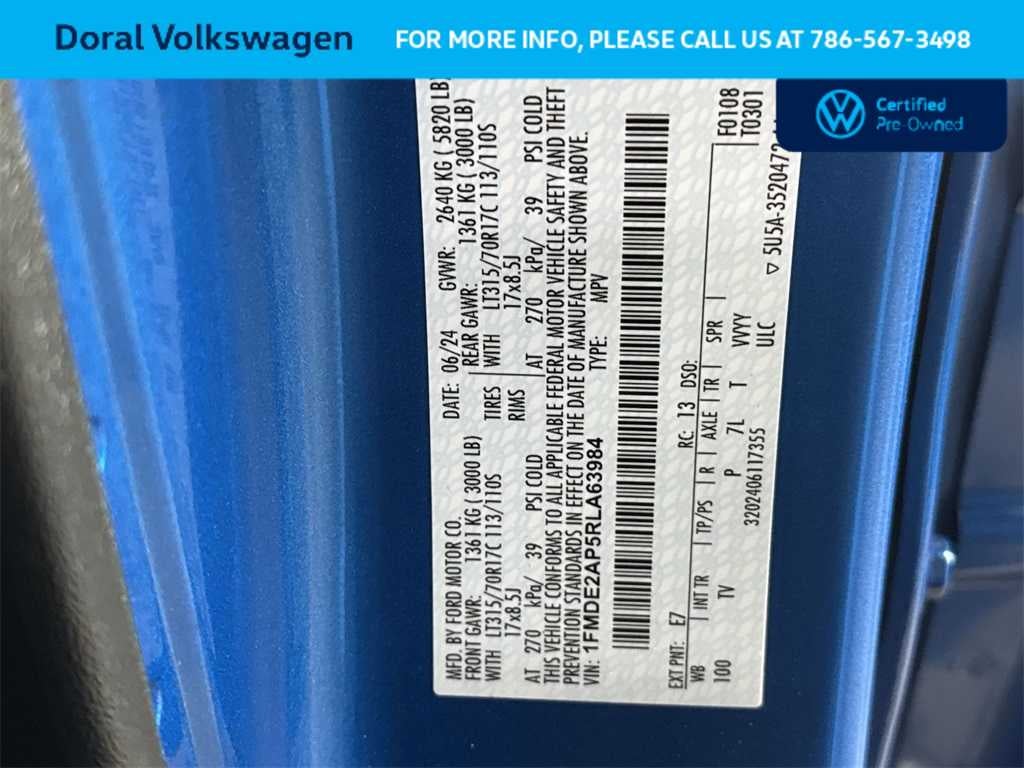 Doral Volkswagen
FOR MORE INFO, PLEASE CALL US AT 786-567-3498
Certified
Pre-Owned
MFD. BY FORD MOTOR CO.
DATE: 06/24 GVWR: 2640 KG ( 5820 LB)
FRONT GAWR: 1361 KG ( 3000 LB) REAR GAWR: 1361 KG ( 3000 LB)
WITH LT315/70R17C 113/110S TIRES WITH LT315/70R17C 113/110S
17x8.5J RIMS 17x8.5J
AT 270 kPa/ 39 PSI COLD AT 270 kPa/ 39 PSI COLD
THIS VEHICLE CONFORMS TO ALL APPLICABLE FEDERAL MOTOR VEHICLE SAFETY AND THEFT
PREVENTION STANDARDS IN EFFECT ON THE DATE OF MANUFACTURE SHOWN ABOVE.
VIN: 1FMDE2AP5RLA63984 TYPE: MPV
F0108
T0301
EXT PNT: E7 RC: 13 DSO:
WB | INT TR | TP/PS | R | AXLE | TR | SPR |
100 TV P 7L T VYY
3202406117355 ULC
▽ 5U5A-3520472